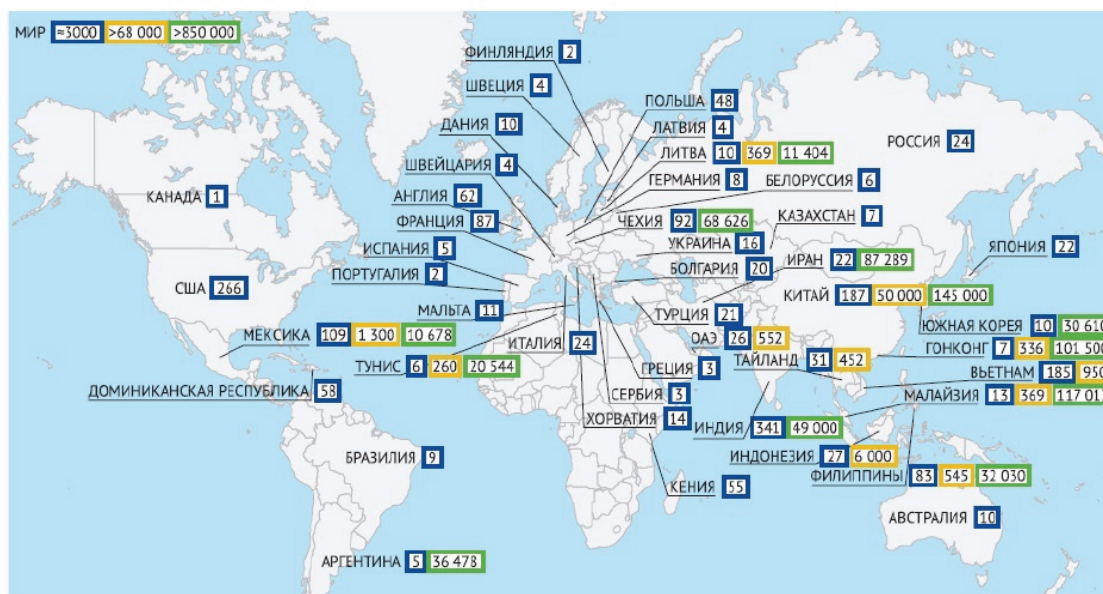 МИР ≈3000 >68 000 >850 000
ФИНЛЯНДИЯ 2
ШВЕЦИЯ 4
ПОЛЬША 48
ДАНИЯ 10
ЛАТВИЯ 4
РОССИЯ 24
ЛИТВА 10 369 11 404
ШВЕЙЦАРИЯ 4
ГЕРМАНИЯ 8
БЕЛОРУССИЯ 6
КАНАДА 1
АНГЛИЯ 62
ФРАНЦИЯ 87
ЧЕХИЯ 92 68 626
КАЗАХСТАН 7
УКРАИНА 16
ЯПОНИЯ 22
ИСПАНИЯ 5
ИРАН 22 87 289
БОЛГАРИЯ 20
ПОРТУГАЛИЯ 2
США 266
КИТАЙ 187 50 000 145 000
МАЛЬТА 11
ТУРЦИЯ 21
ЮЖНАЯ КОРЕЯ 10 30 610
МЕКСИКА 109 1 300 10 678
ОАЭ 26 552
ИТАЛИЯ 24
ГОНКОНГ 7 336 101 500
ТАЙЛАНД 31 452
ТУНИС 6 260 20 544
ГРЕЦИЯ 3
ВЬЕТНАМ 185 950
ДОМИНИКАНСКАЯ РЕСПУБЛИКА 58
СЕРБИЯ 3
МАЛАЙЗИЯ 13 369
ХОРВАТИЯ 14
ИНДИЯ 341 49 000
БРАЗИЛИЯ 9
ИНДОНЕЗИЯ 27 6 000
ФИЛИППИНЫ 83 545 32 030
КЕНИЯ 55
АВСТРАЛИЯ 10
АРГЕНТИНА 5 36 478